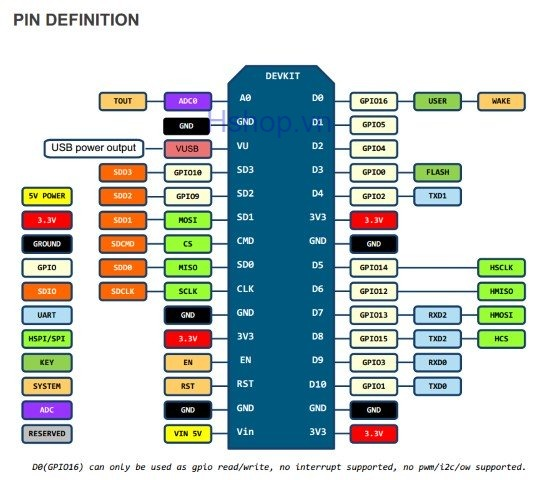 PIN DEFINITION
DEVKIT
TOUT ADC0 A0 D0 GPIO16 USER WAKE
GND GND D1 GPIO5
Hshop.vn
USB power output VUSB VU D2 GPIO4
SDD3 GPIO10 SD3 D3 GPIO0 FLASH
5V POWER SDD2 GPIO9 SD2 D4 GPIO2 TXD1
3.3V SDD1 MOSI SD1 3V3 3.3V
GROUND SDCMD CS CMD GND GND
GPIO SDD0 MISO SD0 D5 GPIO14 HSCLK
SDIO SDCLK SCLK CLK D6 GPIO12 HMISO
UART GND GND D7 GPIO13 RXD2 HMOSI
HSPI/SPI 3.3V 3V3 D8 GPIO15 TXD2 HCS
KEY EN EN D9 GPIO3 RXD0
SYSTEM RST RST D10 GPIO1 TXD0
ADC GND GND GND GND
RESERVED VIN 5V Vin 3V3 3.3V
D0(GPIO16) can only be used as gpio read/write, no interrupt supported, no pwm/i2c/ow supported.